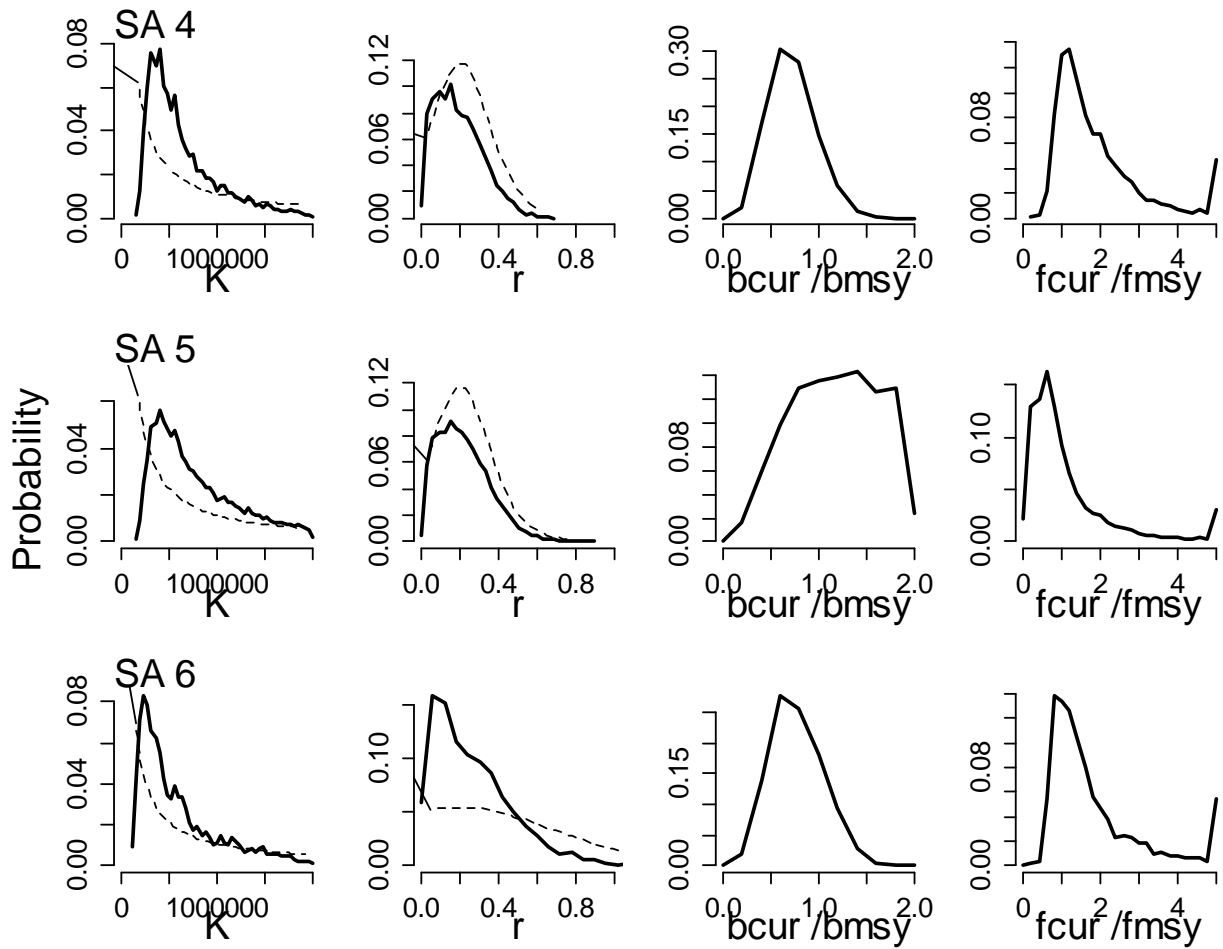 SA 4
0.00 0.04 0.08
0 1000000
K
0.00 0.06 0.12
0.0 0.4 0.8
r
0.00 0.15 0.30
0.0 1.0 2.0
bcur /bmsy
0.00 0.08
0 2 4
fcur /fmsy
Probability
SA 5
0.00 0.04
0 1000000
K
0.00 0.06 0.12
0.0 0.4 0.8
r
0.00 0.08
0.0 1.0 2.0
bcur /bmsy
0.00 0.10
0 2 4
fcur /fmsy
SA 6
0.00 0.04 0.08
0 1000000
K
0.00 0.10
0.0 0.4 0.8
r
0.00 0.15
0.0 1.0 2.0
bcur /bmsy
0.00 0.08
0 2 4
fcur /fmsy